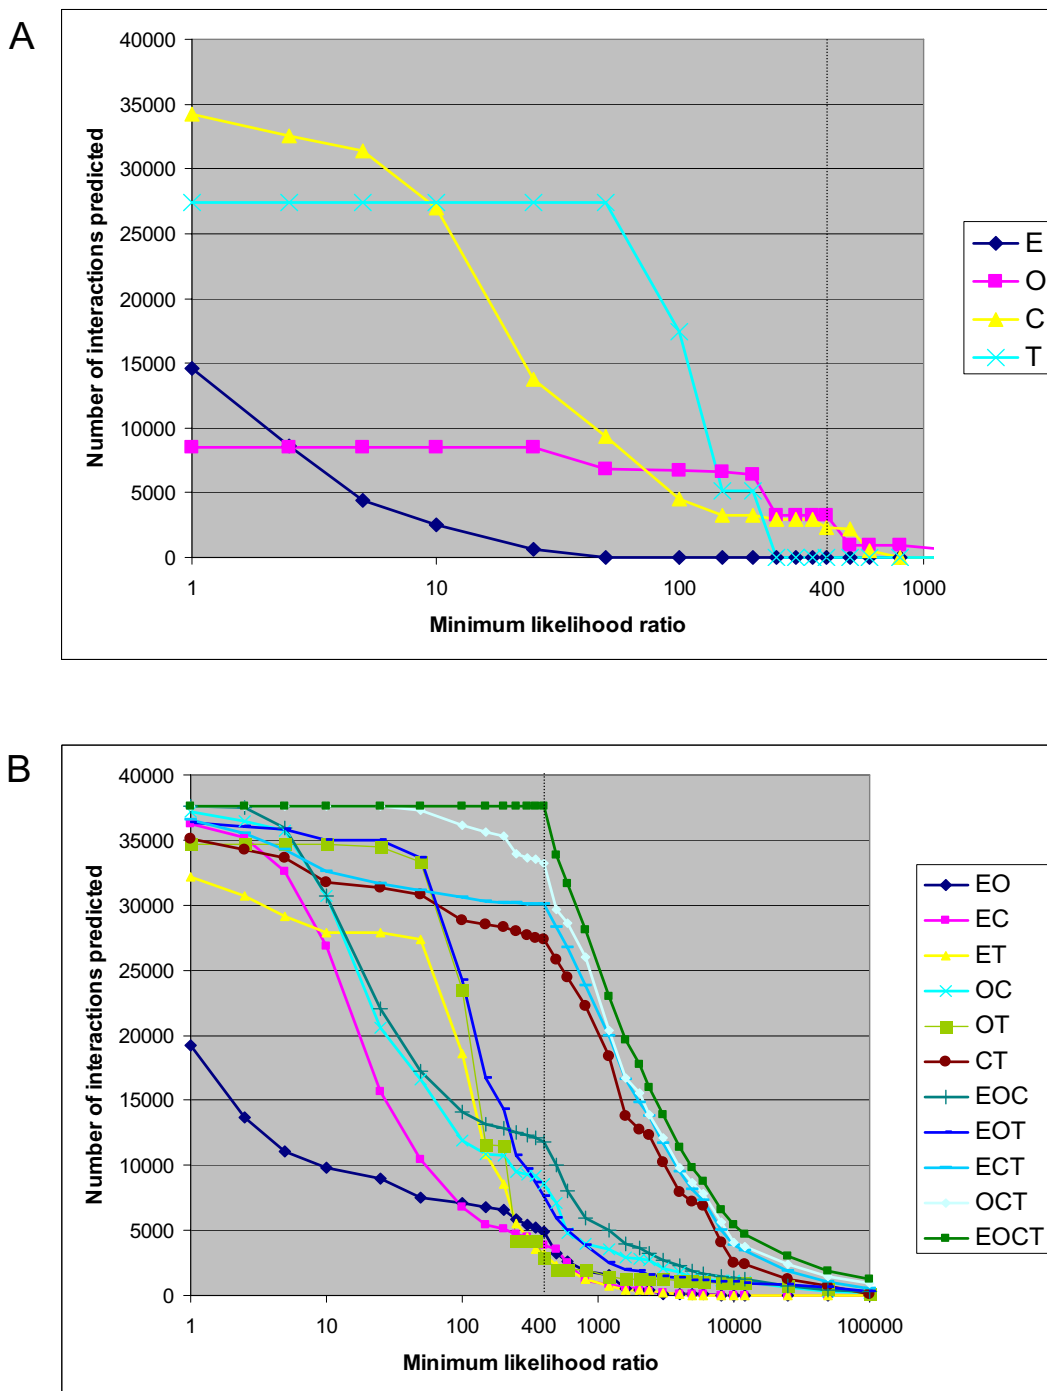 A
40000
35000
30000
25000
20000
15000
10000
5000
0
Number of interactions predicted
1 10 100 400 1000
Minimum likelihood ratio
E
O
C
T
B
40000
35000
30000
25000
20000
15000
10000
5000
0
Number of interactions predicted
1 10 100 400 1000 10000 100000
Minimum likelihood ratio
EO
EC
ET
OC
OT
CT
EOC
EOT
ECT
OCT
EOCT